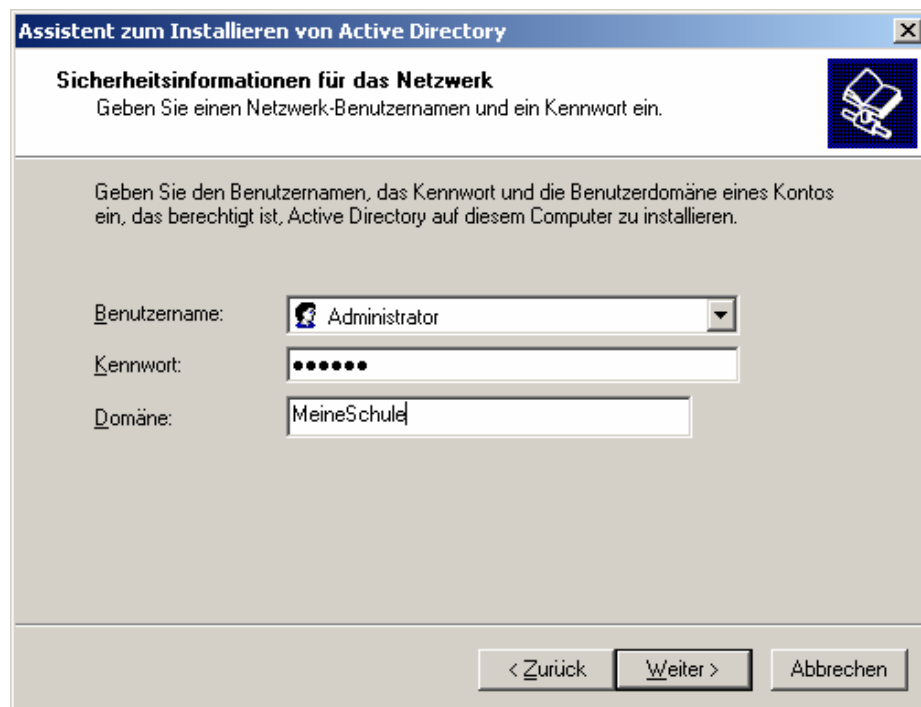 Assistent zum Installieren von Active Directory
Sicherheitsinformationen für das Netzwerk
Geben Sie einen Netzwerk-Benutzernamen und ein Kennwort ein.
Geben Sie den Benutzernamen, das Kennwort und die Benutzerdomäne eines Kontos
ein, das berechtigt ist, Active Directory auf diesem Computer zu installieren.
Benutzername: Administrator
Kennwort: ●●●●●●
Domäne: MeineSchule
< Zurück Weiter > Abbrechen